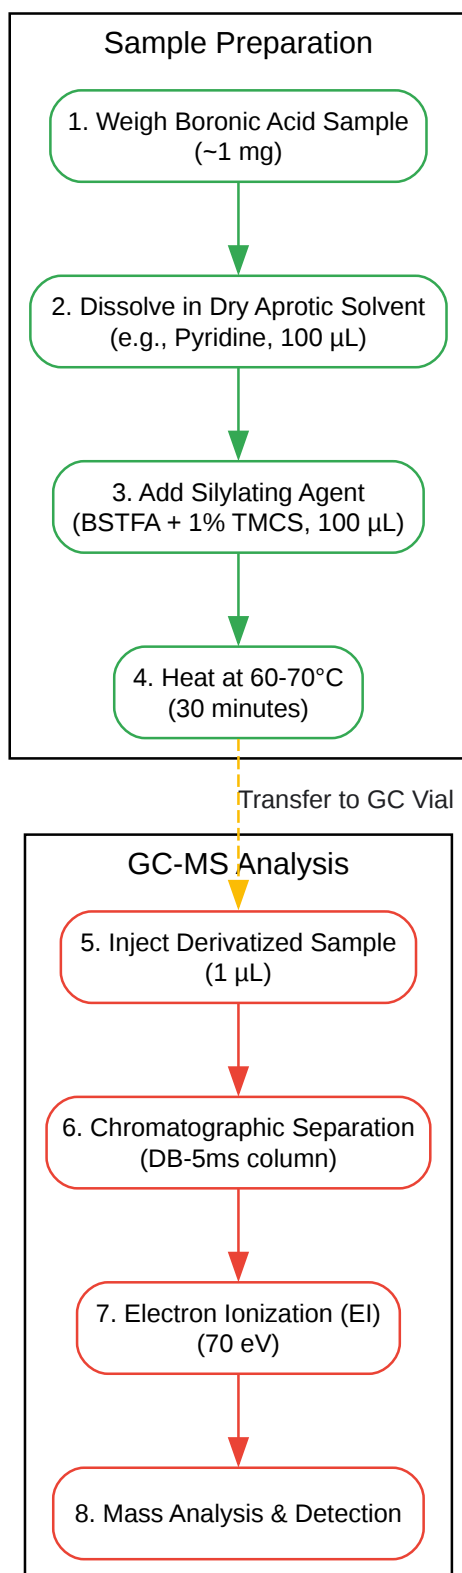 Sample Preparation
1. Weigh Boronic Acid Sample
(~1 mg)
2. Dissolve in Dry Aprotic Solvent
(e.g., Pyridine, 100 µL)
3. Add Silylating Agent
(BSTFA + 1% TMCS, 100 µL)
4. Heat at 60-70°C
(30 minutes)
Transfer to GC Vial
GC-MS Analysis
5. Inject Derivatized Sample
(1 µL)
6. Chromatographic Separation
(DB-5ms column)
7. Electron Ionization (EI)
(70 eV)
8. Mass Analysis & Detection